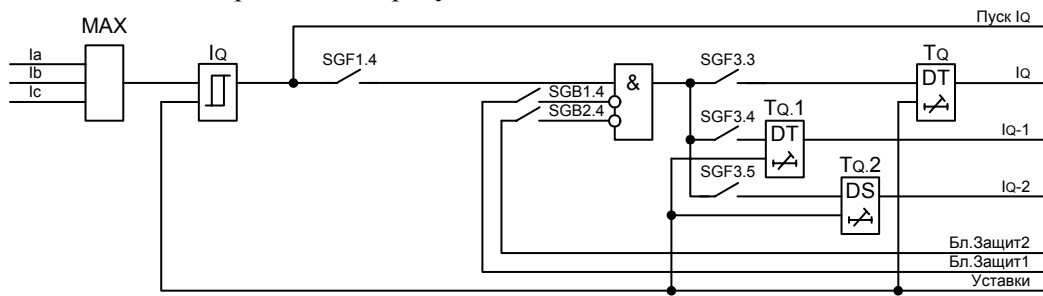 MAX
Ia
Ib
Ic
IQ
SGF1.4
SGB1.4
SGB2.4
&
SGF3.3
SGF3.4
SGF3.5
TQ.1
DT
TQ.2
DS
TQ
DT
Пуск IQ
IQ
IQ-1
IQ-2
Бл.Защит2
Бл.Защит1
Уставки